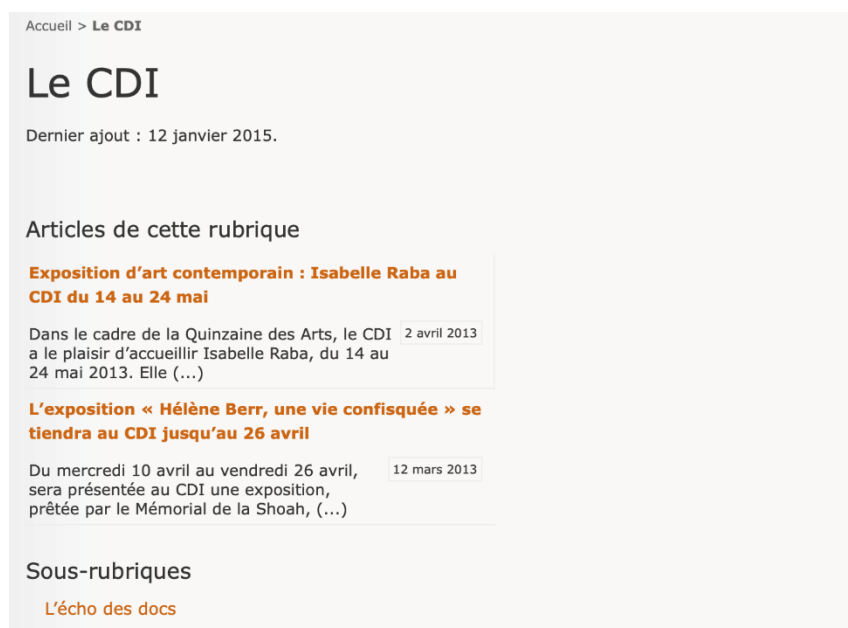 Accueil > Le CDI
Le CDI
Dernier ajout : 12 janvier 2015.
Articles de cette rubrique
Exposition d’art contemporain : Isabelle Raba au
CDI du 14 au 24 mai
Dans le cadre de la Quinzaine des Arts, le CDI 2 avril 2013
a le plaisir d’accueillir Isabelle Raba, du 14 au
24 mai 2013. Elle (...)
L’exposition « Hélène Berr, une vie confisquée » se
tiendra au CDI jusqu’au 26 avril
Du mercredi 10 avril au vendredi 26 avril, 12 mars 2013
sera présentée au CDI une exposition,
prêtée par le Mémorial de la Shoah, (...)
Sous-rubriques
L’écho des docs